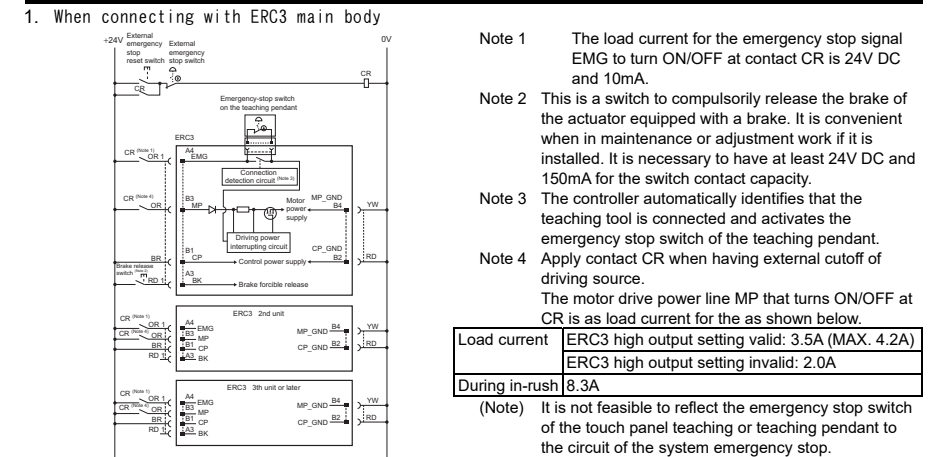 1. When connecting with ERC3 main body
+24V
External
emergency
stop
reset switch
External
emergency
stop switch
0V
CR
CR
Emergency-stop switch
on the teaching pendant
ERC3
CR (Note 1)
OR 1
A4
EMG
Connection
detection circuit (Note 3)
CR (Note 4)
OR
B3
MP
Motor
power
supply
MP_GND
B4
YW
Driving power
interrupting circuit
BR
B1
CP
Control power supply
CP_GND
B2
RD
Brake release
switch (Note 2)
RD 1
A3
BK
Brake forcible release
ERC3 2nd unit
CR (Note 1)
OR 1
A4
EMG
CR (Note 4)
OR
B3
MP
MP_GND
B4
YW
BR
B1
CP
CP_GND
B2
RD
RD 1
A3
BK
ERC3 3th unit or later
CR (Note 1)
OR 1
A4
EMG
CR (Note 4)
OR
B3
MP
MP_GND
B4
YW
BR
B1
CP
CP_GND
B2
RD
RD 1
A3
BK
Note 1 The load current for the emergency stop signal
EMG to turn ON/OFF at contact CR is 24V DC
and 10mA.
Note 2 This is a switch to compulsorily release the brake of
the actuator equipped with a brake. It is convenient
when in maintenance or adjustment work if it is
installed. It is necessary to have at least 24V DC and
150mA for the switch contact capacity.
Note 3 The controller automatically identifies that the
teaching tool is connected and activates the
emergency stop switch of the teaching pendant.
Note 4 Apply contact CR when having external cutoff of
driving source.
The motor drive power line MP that turns ON/OFF at
CR is as load current for the as shown below.
Load current ERC3 high output setting valid: 3.5A (MAX. 4.2A)
ERC3 high output setting invalid: 2.0A
During in-rush 8.3A
(Note) It is not feasible to reflect the emergency stop switch
of the touch panel teaching or teaching pendant to
the circuit of the system emergency stop.